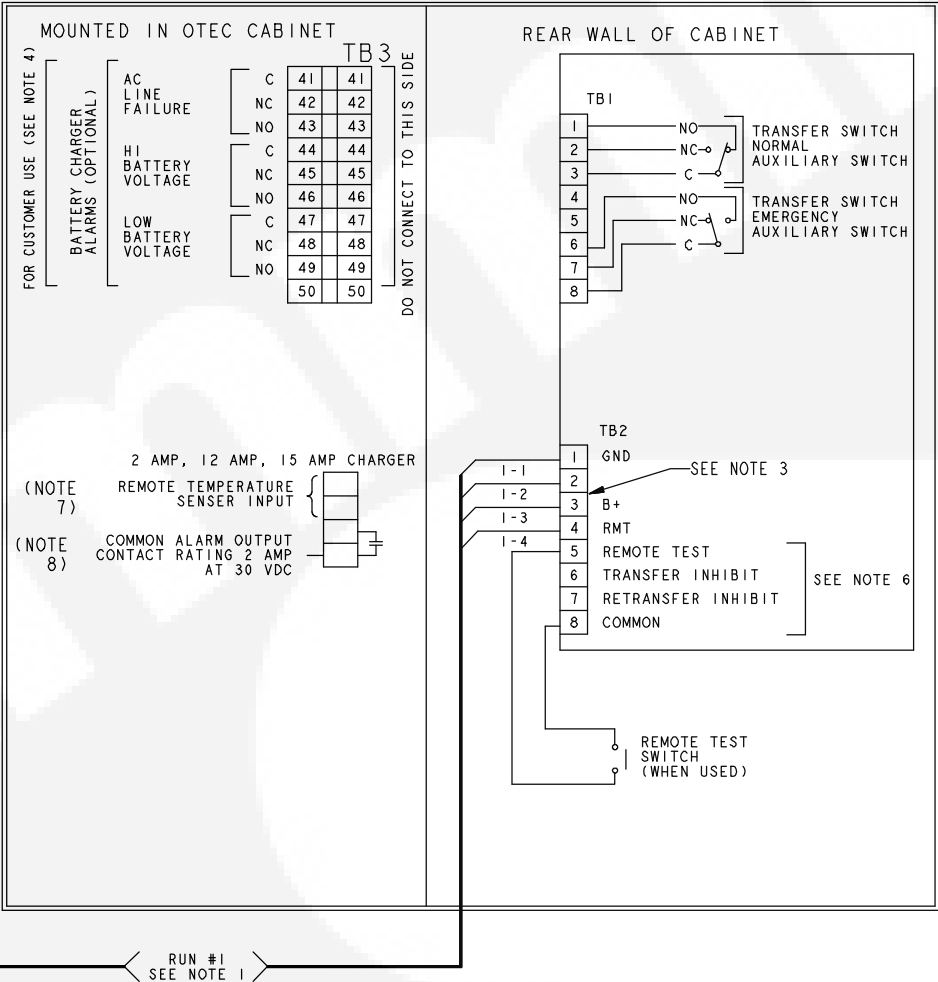 MOUNTED IN OTEC CABINET
TB3
FOR CUSTOMER USE (SEE NOTE 4)
BATTERY CHARGER
ALARMS (OPTIONAL)
AC
LINE
FAILURE
C 41 41
NC 42 42
NO 43 43
HI
BATTERY
VOLTAGE
C 44 44
NC 45 45
NO 46 46
LOW
BATTERY
VOLTAGE
C 47 47
NC 48 48
NO 49 49
50 50
DO NOT CONNECT TO THIS SIDE
2 AMP, 12 AMP, 15 AMP CHARGER
(NOTE
7)
REMOTE TEMPERATURE
SENSER INPUT
(NOTE
8)
COMMON ALARM OUTPUT
CONTACT RATING 2 AMP
AT 30 VDC
REAR WALL OF CABINET
TB1
1 NO
2 NC
3 C
TRANSFER SWITCH
NORMAL
AUXILIARY SWITCH
4 NO
5 NC
6 C
7
8
TRANSFER SWITCH
EMERGENCY
AUXILIARY SWITCH
TB2
1 GND
2
3 B+
4 RMT
5 REMOTE TEST
6 TRANSFER INHIBIT
7 RETRANSFER INHIBIT
8 COMMON
1-1
1-2
1-3
1-4
SEE NOTE 3
SEE NOTE 6
REMOTE TEST
SWITCH
(WHEN USED)
RUN #1
SEE NOTE 1